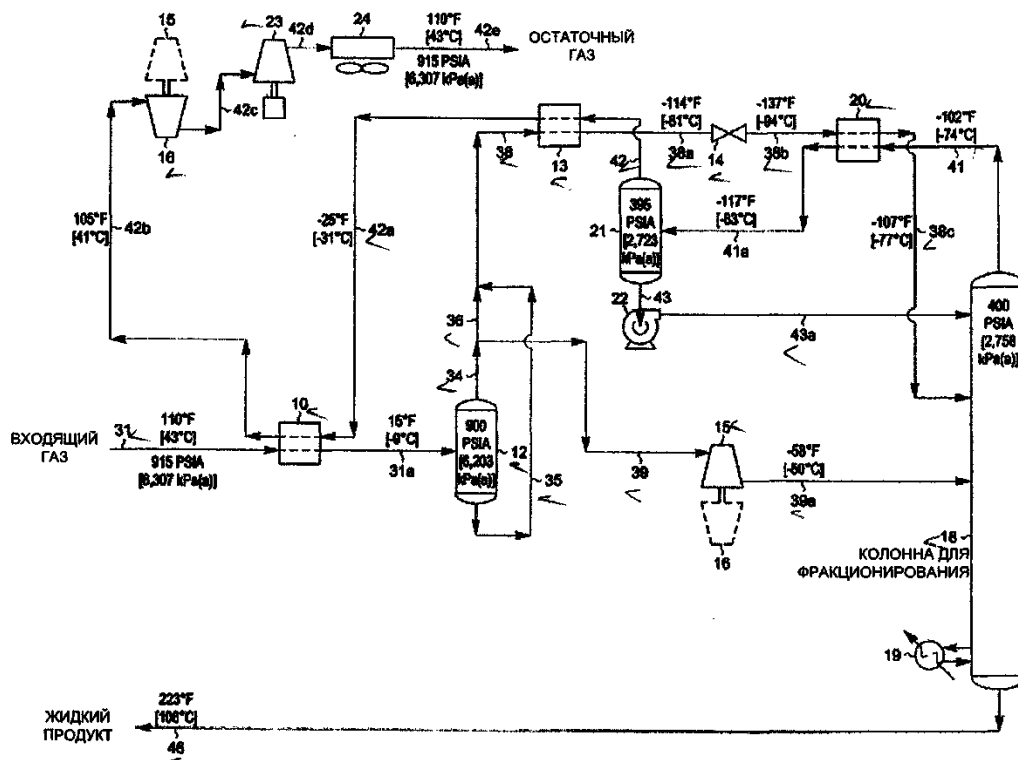 15
23
42d
24
110°F
[43°C]
42e
915 PSIA
[6,307 kPa(a)]
ОСТАТОЧНЫЙ
ГАЗ
16
42c
38
13
-114°F
[-81°C]
38a
-137°F
[-94°C]
14
38b
20
-102°F
[-74°C]
41
42
395
PSIA
[2,723
kPa(a)]
21
-117°F
[-83°C]
41a
-107°F
[-77°C]
38c
105°F
[41°C]
42b
-25°F
[-31°C]
42a
43
22
43a
400
PSIA
[2,758
kPa(a)]
36
34
ВХОДЯЩИЙ
ГАЗ
31
110°F
[43°C]
915 PSIA
[6,307 kPa(a)]
10
15°F
[-9°C]
31a
900
PSIA
[6,203
kPa(a)]
12
35
39
15
-58°F
[-50°C]
39a
16
18
КОЛОННА ДЛЯ
ФРАКЦИОНИРОВАНИЯ
19
ЖИДКИЙ
ПРОДУКТ
223°F
[106°C]
46